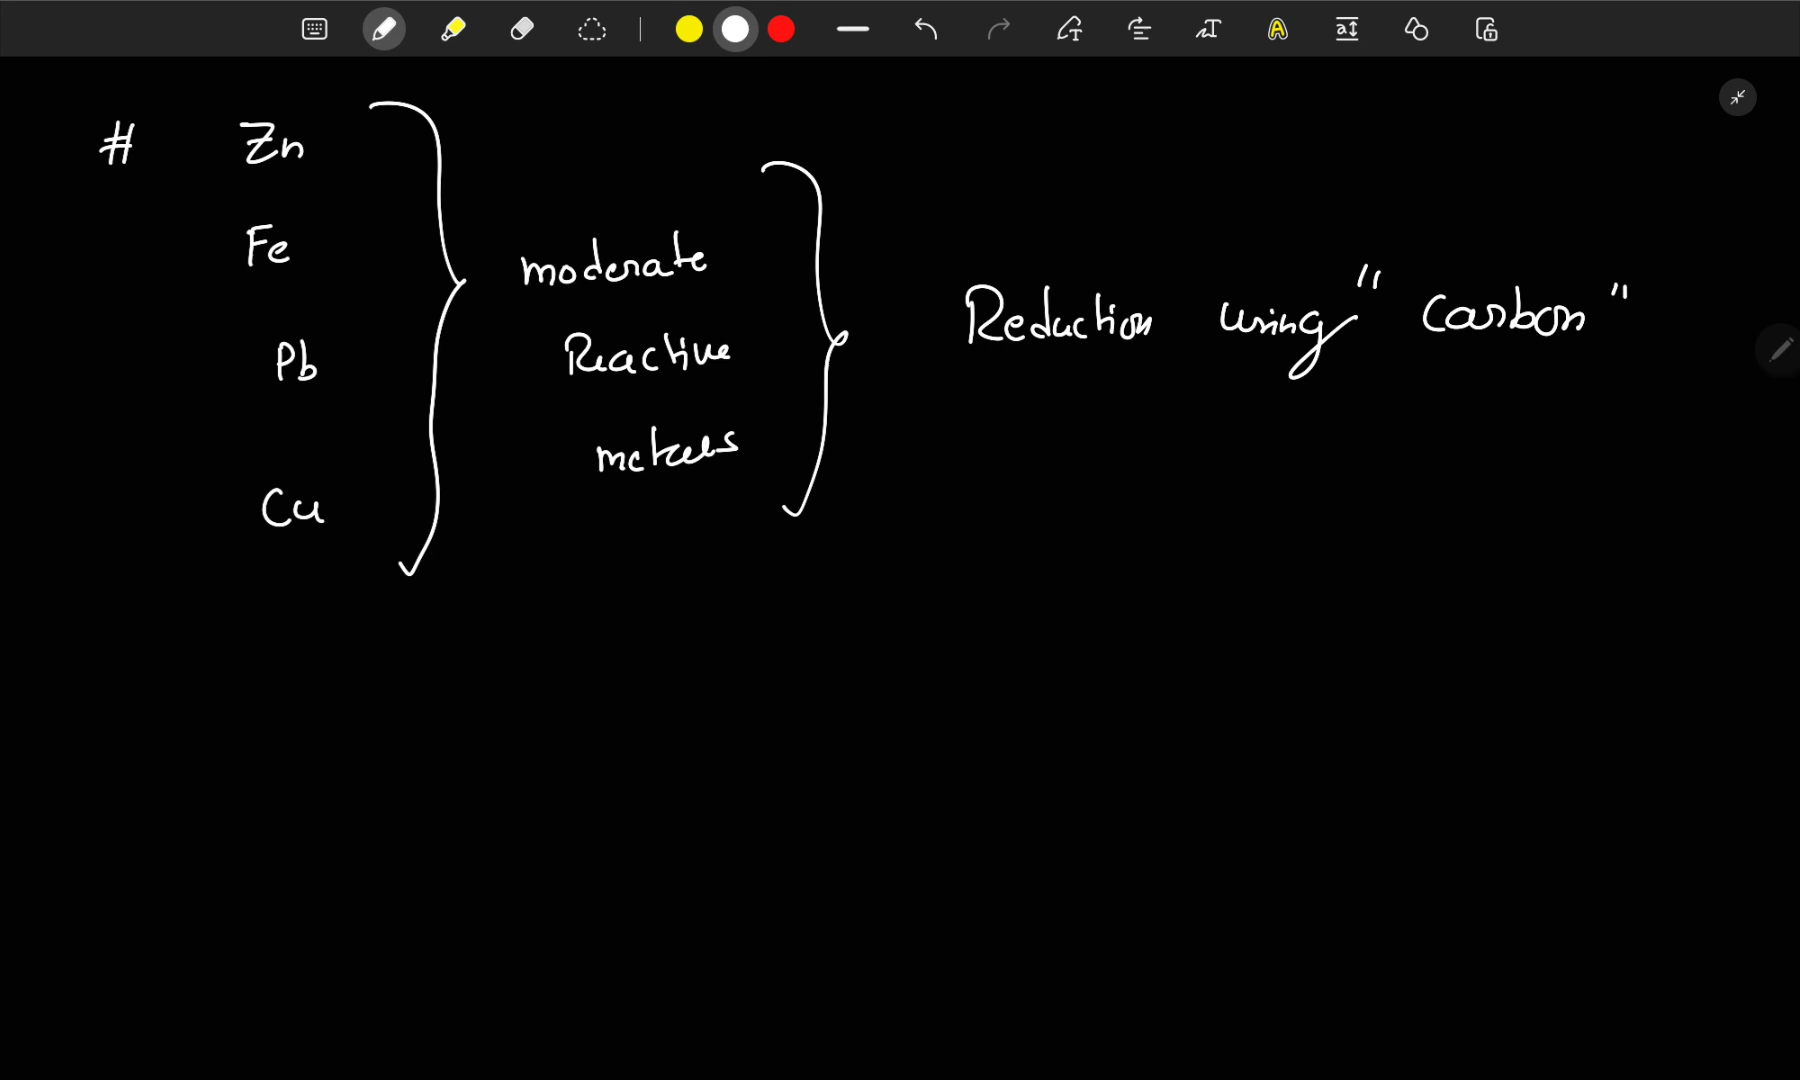 # Zn
Fe
Pb
Cu
moderate
Reactive
metals
Reduction using "Carbon"